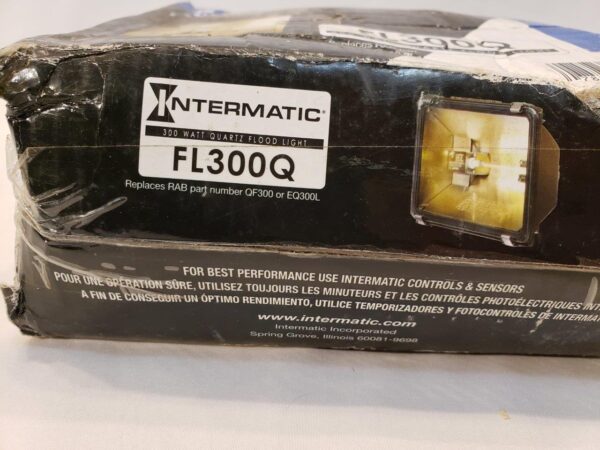 FL300Q
INTERMATIC®
300 WATT QUARTZ FLOOD LIGHT
FL300Q
Replaces RAB part number QF300 or EQ300L
FOR BEST PERFORMANCE USE INTERMATIC CONTROLS & SENSORS
POUR UNE OPERATION SÛRE, UTILISEZ TOUJOURS LES MINUTEURS ET LES CONTRÔLES PHOTOÉLECTRIQUES
A FIN DE CONSEGUIR UN ÓPTIMO RENDIMIENTO, UTILICE TEMPORIZADORES Y FOTOCONTROLES DE
www.intermatic.com
Intermatic Incorporated
Spring Grove, Illinois 60081-9698